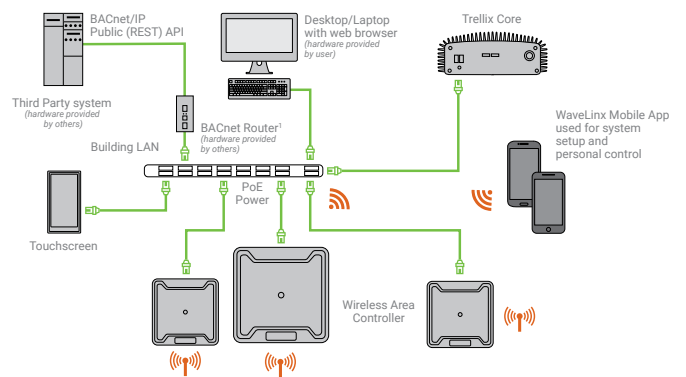 BACnet/IP
Public (REST) API
Desktop/Laptop
with web browser
(hardware provided
by user)
Trellix Core
Third Party system
(hardware provided
by others)
BACnet Router¹
(hardware provided
by others)
Building LAN
WaveLinx Mobile App
used for system
setup and
personal control
PoE
Power
Touchscreen
Wireless Area
Controller